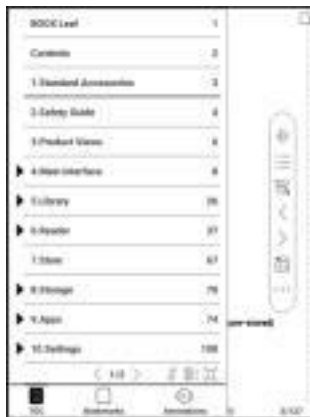 BOOX Leaf 1
Contents 2
1.Standard Accessories 3
2.Safety Guide 4
3.Product Views 6
4.Main Interface 8
5.Library
6.Reader 37
7.Store 67
8.Storage 70
9.Apps 74
10.Settings 108
TOC Bookmarks Annotations